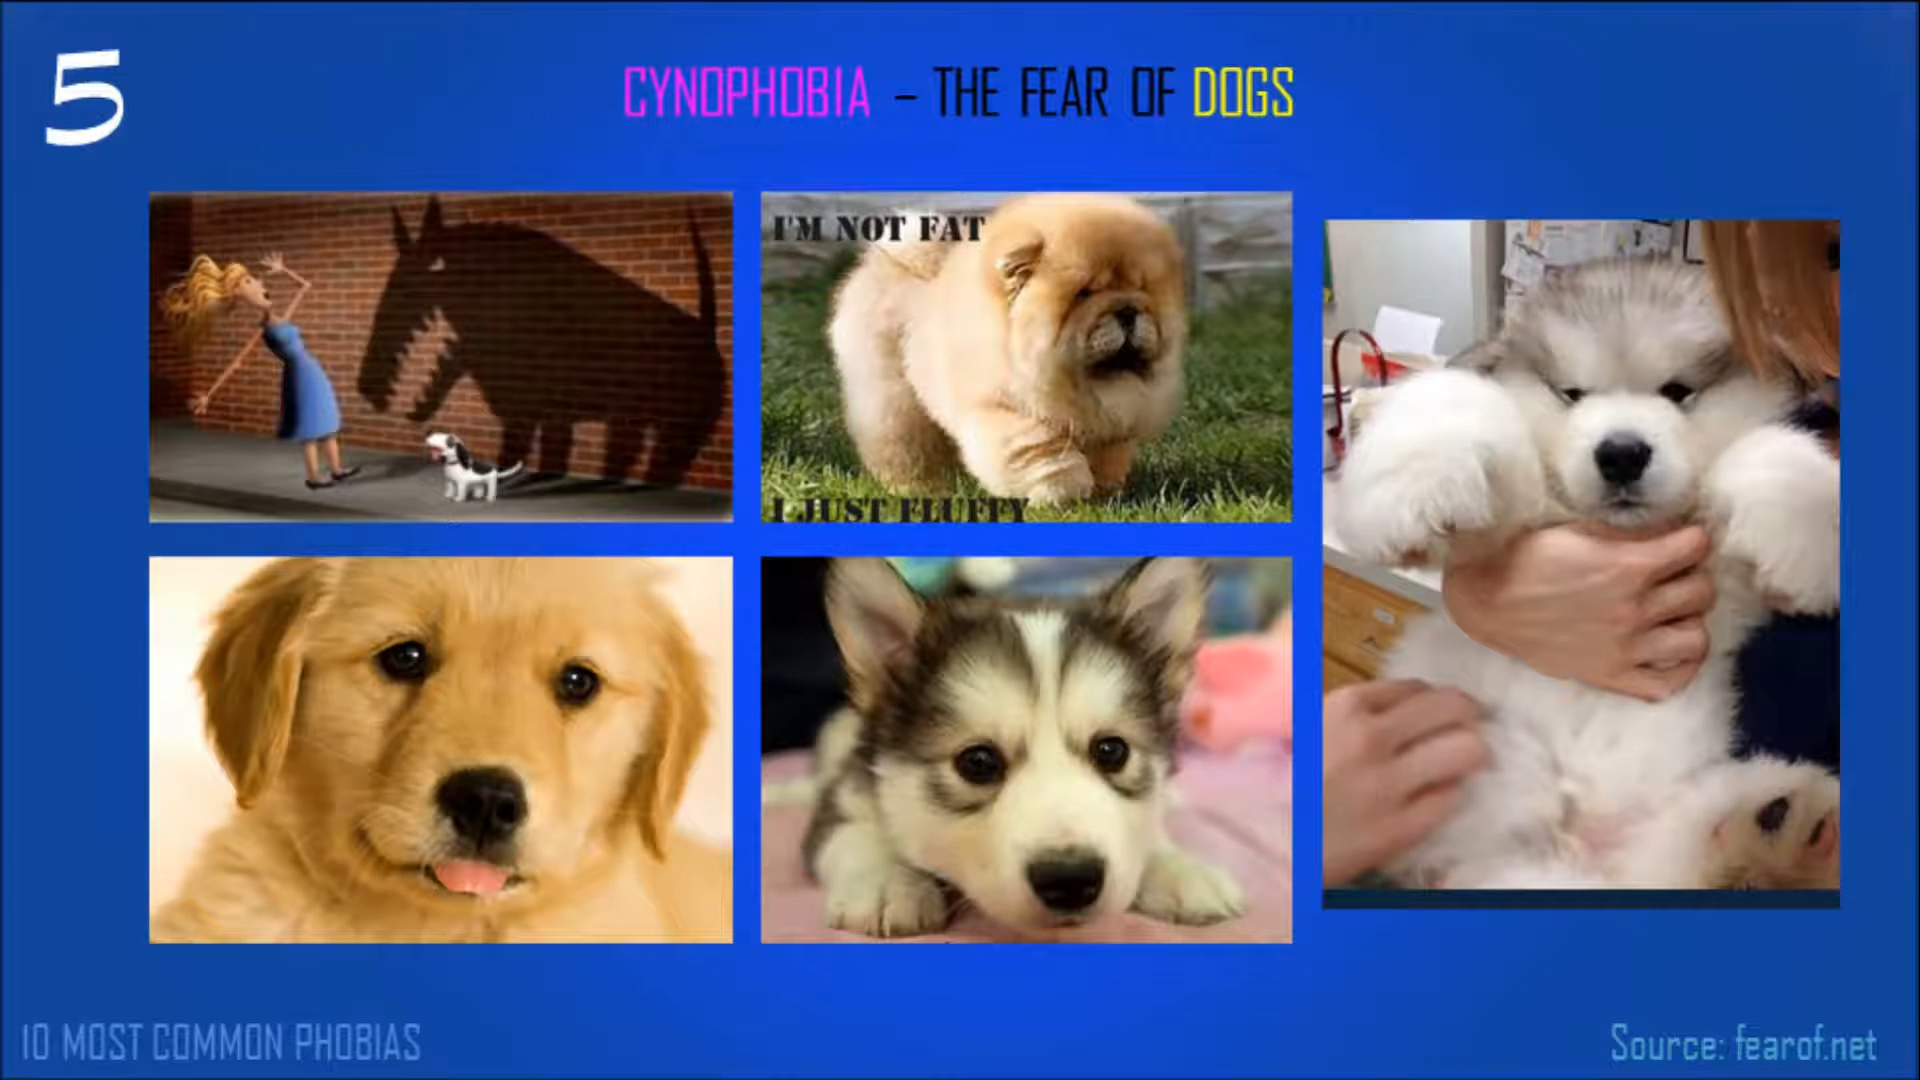 5
CYNOPHOBIA – THE FEAR OF DOGS
I'M NOT FAT
I JUST FLUFFY
10 MOST COMMON PHOBIAS
Source: fearof.net